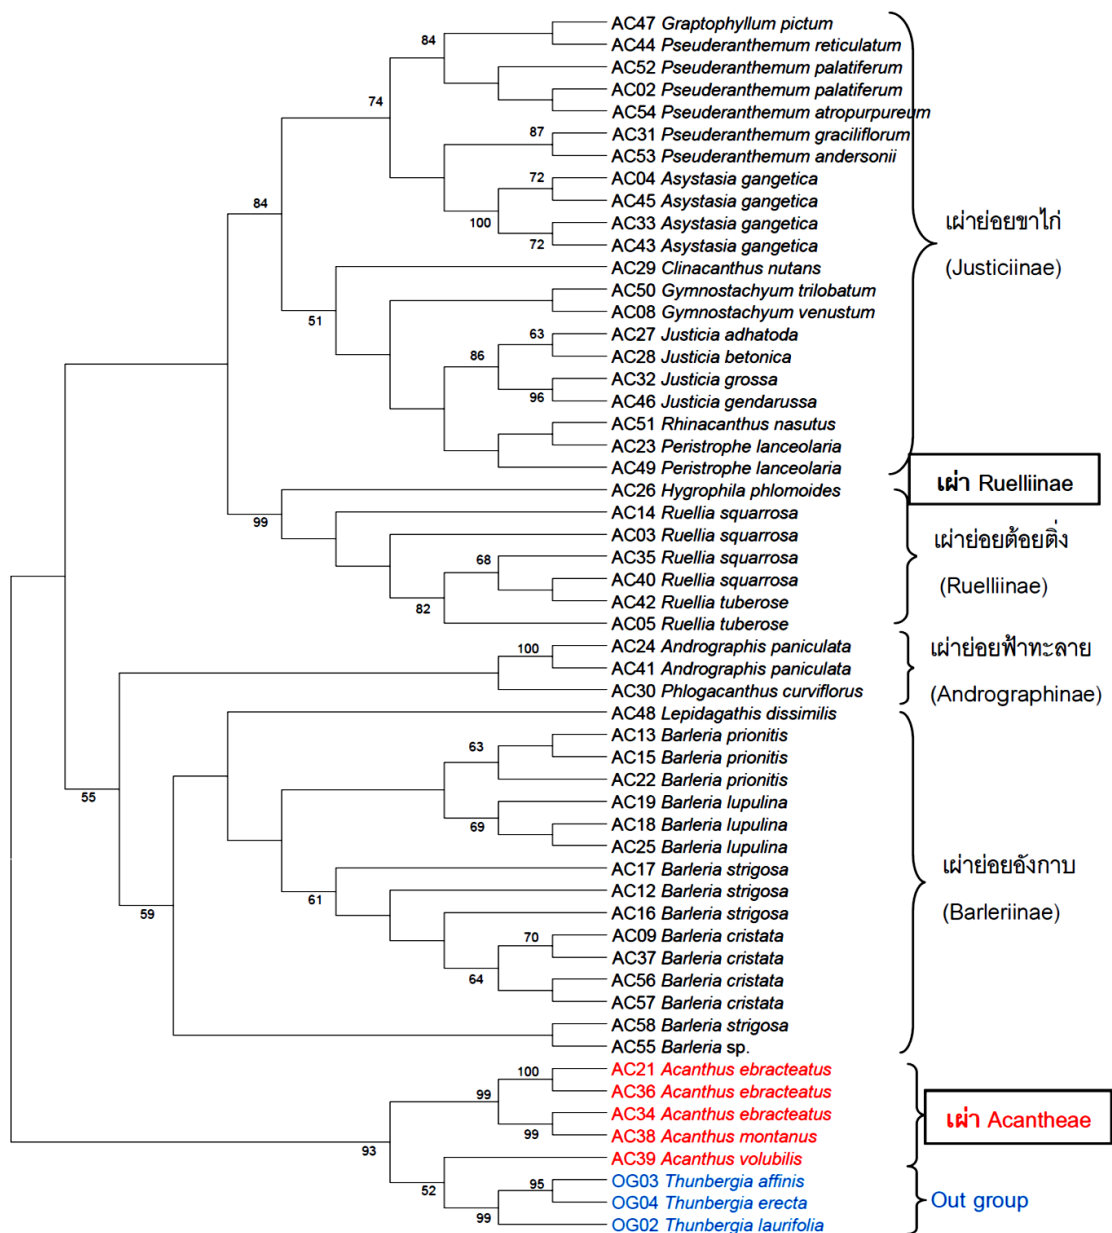 AC47 Graptophyllum pictum
84
AC44 Pseuderanthemum reticulatum
AC52 Pseuderanthemum palatiferum
AC02 Pseuderanthemum palatiferum
74
AC54 Pseuderanthemum atropurpureum
87
AC31 Pseuderanthemum graciliflorum
AC53 Pseuderanthemum andersonii
72
AC04 Asystasia gangetica
84
AC45 Asystasia gangetica
100
AC33 Asystasia gangetica
72
AC43 Asystasia gangetica
เผ่าย่อยขาไก่
(Justiciinae)
AC29 Clinacanthus nutans
AC50 Gymnostachyum trilobatum
51
AC08 Gymnostachyum venustum
63
AC27 Justicia adhatoda
86
AC28 Justicia betonica
AC32 Justicia grossa
96
AC46 Justicia gendarussa
AC51 Rhinacanthus nasutus
AC23 Peristrophe lanceolaria
AC49 Peristrophe lanceolaria
เผ่า Ruelliinae
AC26 Hygrophila phlomoides
99
AC14 Ruellia squarrosa
AC03 Ruellia squarrosa
เผ่าย่อยต้อยติ่ง
68
AC35 Ruellia squarrosa
AC40 Ruellia squarrosa
(Ruelliinae)
82
AC42 Ruellia tuberose
AC05 Ruellia tuberose
100
AC24 Andrographis paniculata
เผ่าย่อยฟ้าทะลาย
AC41 Andrographis paniculata
AC30 Phlogacanthus curviflorus
(Andrographinae)
AC48 Lepidagathis dissimilis
AC13 Barleria prionitis
63
AC15 Barleria prionitis
AC22 Barleria prionitis
55
AC19 Barleria lupulina
69
AC18 Barleria lupulina
AC25 Barleria lupulina
AC17 Barleria strigosa
เผ่าย่อยอังกาบ
61
AC12 Barleria strigosa
59
AC16 Barleria strigosa
(Barleriinae)
70
AC09 Barleria cristata
AC37 Barleria cristata
64
AC56 Barleria cristata
AC57 Barleria cristata
AC58 Barleria strigosa
AC55 Barleria sp.
100
AC21 Acanthus ebracteatus
99
AC36 Acanthus ebracteatus
AC34 Acanthus ebracteatus
เผ่า Acantheae
99
AC38 Acanthus montanus
93
AC39 Acanthus volubilis
52
95
OG03 Thunbergia affinis
OG04 Thunbergia erecta
Out group
99
OG02 Thunbergia laurifolia